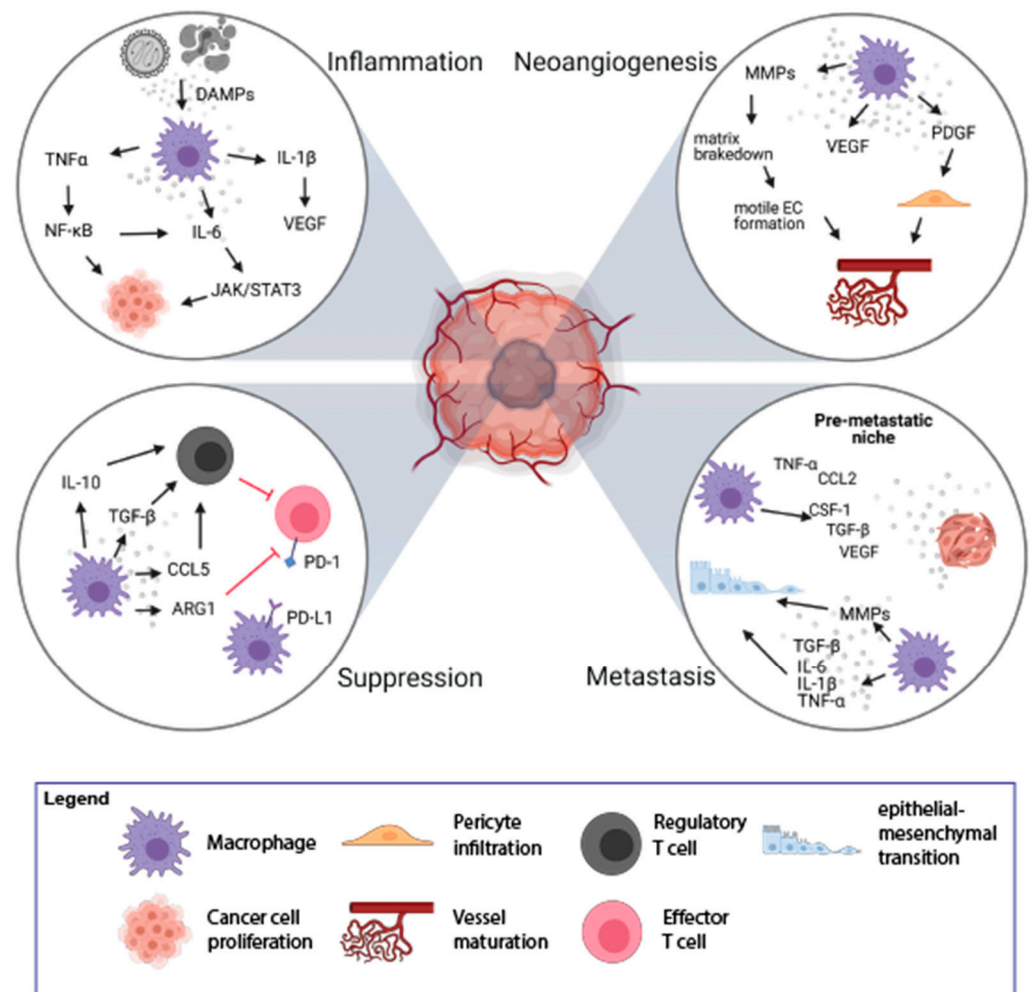 Inflammation
DAMPs
TNFα
IL-1β
NF-κB
IL-6
VEGF
JAK/STAT3
Neoangiogenesis
MMPs
matrix
brakedown
VEGF
PDGF
motile EC
formation
IL-10
TGF-β
CCL5
ARG1
PD-1
PD-L1
Suppression
Pre-metastatic
niche
TNF-α
CCL2
CSF-1
TGF-β
VEGF
MMPs
TGF-β
IL-6
IL-1β
TNF-α
Metastasis
Legend
Macrophage
Pericyte
infiltration
Regulatory
T cell
epithelial-
mesenchymal
transition
Cancer cell
proliferation
Vessel
maturation
Effector
T cell